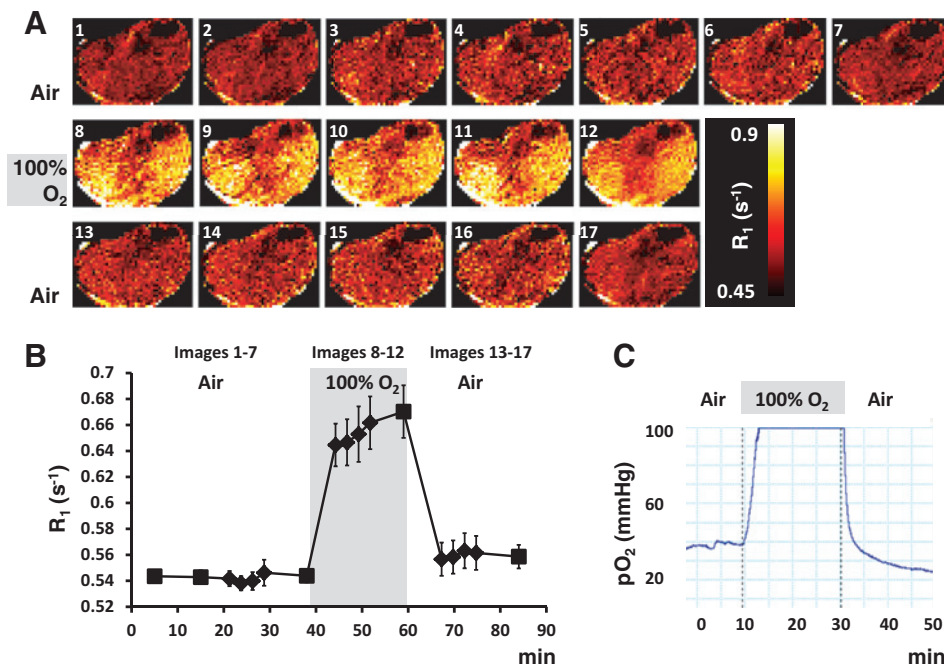 A
1 2 3 4 5 6 7
Air
8 9 10 11 12
100%
O₂
13 14 15 16 17
Air
0.9
R₁ (s⁻¹)
0.45
B
Images 1-7 Images 8-12 Images 13-17
Air 100% O₂ Air
0.7
0.68
0.66
0.64
0.62
0.6
0.58
0.56
0.54
0.52
R₁ (s⁻¹)
0 10 20 30 40 50 60 70 80 90
min
C
Air 100% O₂ Air
100
60
20
pO₂ (mmHg)
0 10 20 30 40 50
min